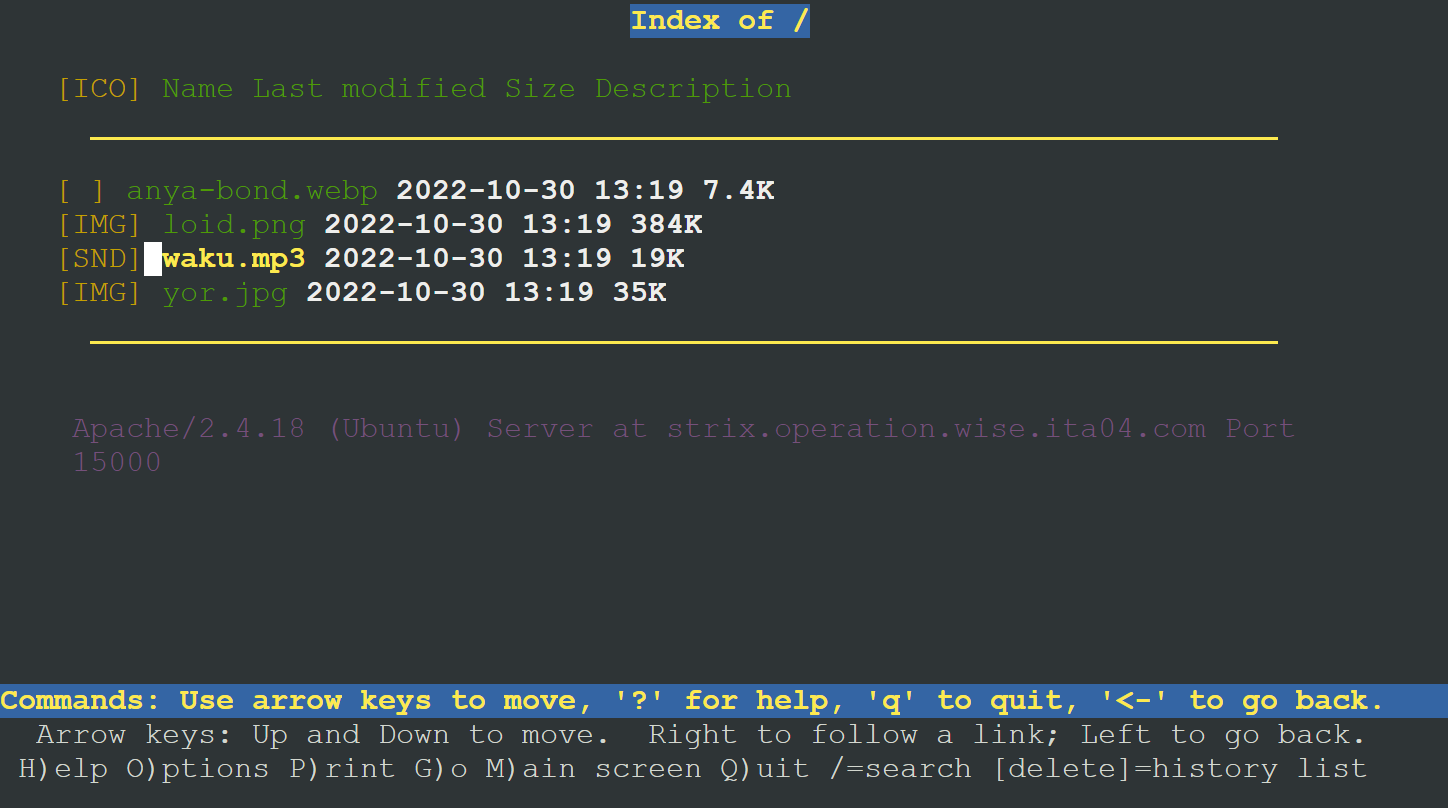 Index of /
[ICO] Name Last modified Size Description
[ ] anya-bond.webp 2022-10-30 13:19 7.4K
[IMG] loid.png 2022-10-30 13:19 384K
[SND] waku.mp3 2022-10-30 13:19 19K
[IMG] yor.jpg 2022-10-30 13:19 35K
Apache/2.4.18 (Ubuntu) Server at strix.operation.wise.ita04.com Port
15000
Commands: Use arrow keys to move, '?' for help, 'q' to quit, '<-' to go back.
Arrow keys: Up and Down to move.  Right to follow a link; Left to go back.
H)elp O)ptions P)rint G)o M)ain screen Q)uit /=search [delete]=history list